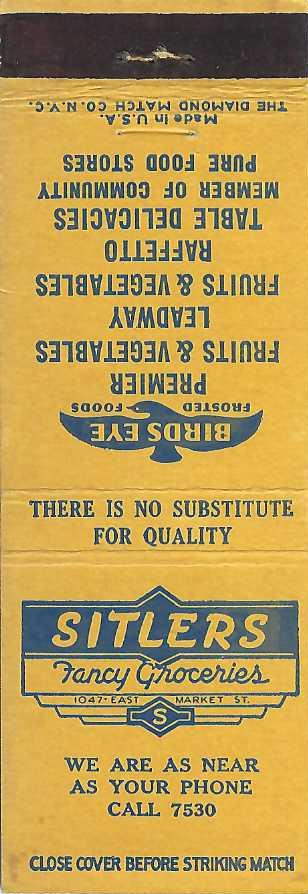 THERE IS NO SUBSTITUTE
FOR QUALITY
SITLERS
Fancy Groceries
1047-EAST MARKET ST.
S
WE ARE AS NEAR
AS YOUR PHONE
CALL 7530
CLOSE COVER BEFORE STRIKING MATCH
BIRDS EYE
FROSTED FOODS
PREMIER
FRUITS & VEGETABLES
LEADWAY
FRUITS & VEGETABLES
RAFFETTO
TABLE DELICACIES
MEMBER OF COMMUNITY
PURE FOOD STORES
Made in U.S.A.
THE DIAMOND MATCH CO. N.Y.C.